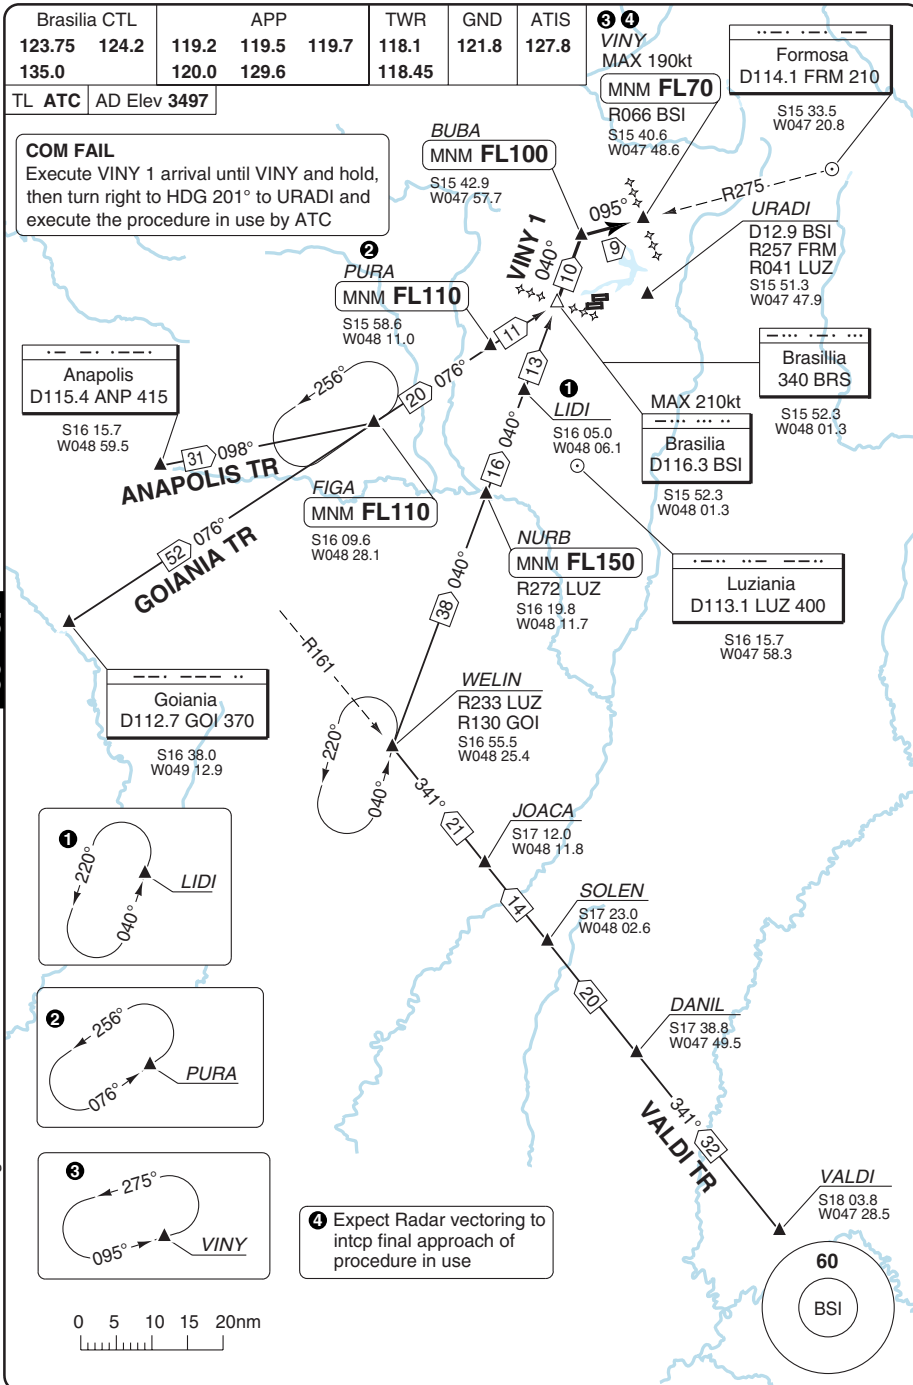 Brasilia CTL APP TWR GND ATIS
123.75 124.2 119.2 119.5 119.7 118.1 121.8 127.8
135.0 120.0 129.6 118.45
TL ATC AD Elev 3497
COM FAIL
Execute VINY 1 arrival until VINY and hold,
then turn right to HDG 201° to URADI and
execute the procedure in use by ATC
3 4
VINY
MAX 190kt
MNM FL70
R066 BSI
S15 40.6
W047 48.6
Formosa
D114.1 FRM 210
S15 33.5
W047 20.8
BUBA
MNM FL100
S15 42.9
W047 57.7
R275
095°
9
VINY 1
040°
10
URADI
D12.9 BSI
R257 FRM
R041 LUZ
S15 51.3
W047 47.9
2
PURA
MNM FL110
S15 58.6
W048 11.0
11
Brasillia
340 BRS
S15 52.3
W048 01.3
Anapolis
D115.4 ANP 415
S16 15.7
W048 59.5
256°
20 076°
13
040°
1
LIDI
S16 05.0
W048 06.1
MAX 210kt
Brasilia
D116.3 BSI
S15 52.3
W048 01.3
31 098°
ANAPOLIS TR
FIGA
MNM FL110
S16 09.6
W048 28.1
16
NURB
MNM FL150
R272 LUZ
S16 19.8
W048 11.7
52 076°
GOIANIA TR
38 040°
Luziania
D113.1 LUZ 400
S16 15.7
W047 58.3
R161
WELIN
R233 LUZ
R130 GOI
S16 55.5
W048 25.4
Goiania
D112.7 GOI 370
S16 38.0
W049 12.9
220°
040°
341°
21
JOACA
S17 12.0
W048 11.8
1
220°
040°
LIDI
14
SOLEN
S17 23.0
W048 02.6
2
256°
076°
PURA
20
DANIL
S17 38.8
W047 49.5
341°
32
VALDI TR
3
275°
095°
VINY
VALDI
S18 03.8
W047 28.5
4 Expect Radar vectoring to
intcp final approach of
procedure in use
60
BSI
0 5 10 15 20nm